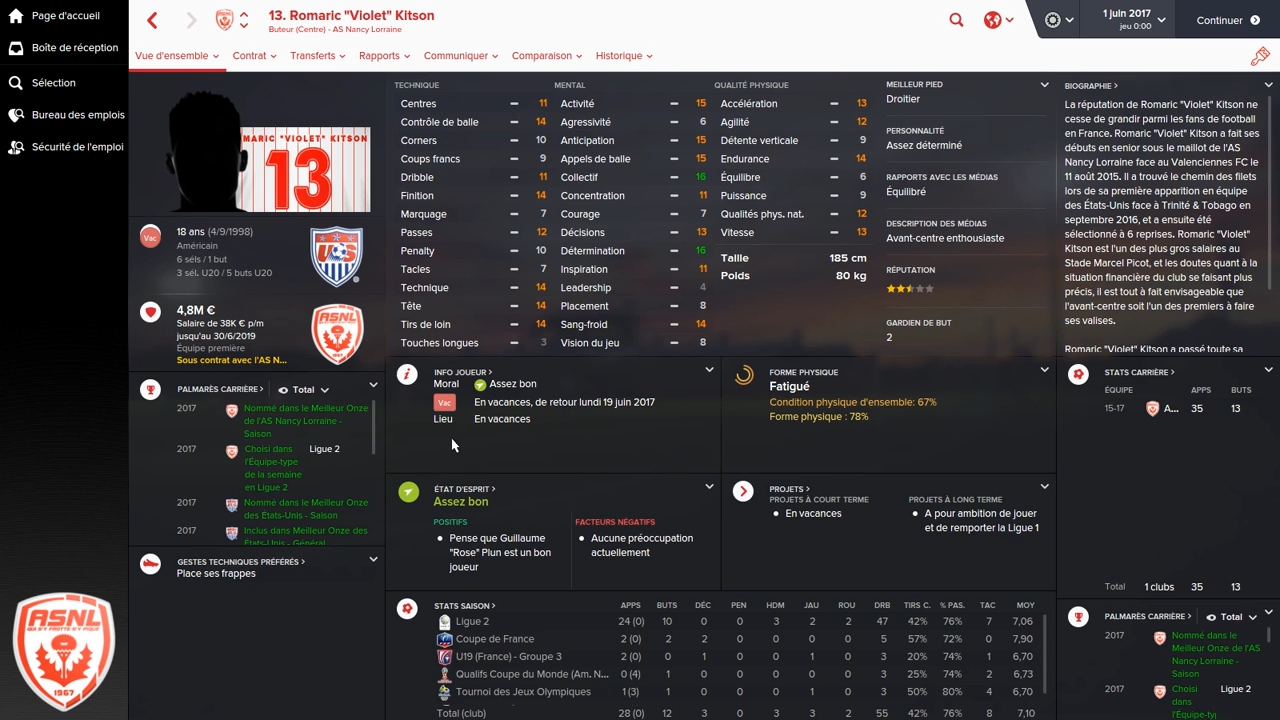 Page d'accueil
Boîte de réception
Sélection
Bureau des emplois
Sécurité de l'emploi
13. Romaric "Violet" Kitson
Buteur (Centre) - AS Nancy Lorraine
1 juin 2017
jeu 0:00
Continuer
Vue d'ensemble
Contrat
Transferts
Rapports
Communiquer
Comparaison
Historique
MARIC "VIOLET" KITSON
13
Vac
18 ans (4/9/1998)
Américain
6 séls / 1 but
3 sél. U20 / 5 buts U20
US
4,8M €
Salaire de 38K € p/m
jusqu'au 30/6/2019
Équipe première
Sous contrat avec l'AS N...
ASNL
1967
TECHNIQUE
Centres 11
Contrôle de balle 14
Corners 10
Coups francs 9
Dribble 11
Finition 14
Marquage 7
Passes 12
Penalty 10
Tacles 7
Technique 14
Tête 14
Tirs de loin 14
Touches longues 3
MENTAL
Activité 15
Agressivité 6
Anticipation 15
Appels de balle 15
Collectif 16
Concentration 11
Courage 7
Décisions 13
Détermination 16
Inspiration 11
Leadership 4
Placement 8
Sang-froid 14
Vision du jeu 8
QUALITÉ PHYSIQUE
Accélération 13
Agilité 12
Détente verticale 9
Endurance 14
Équilibre 6
Puissance 9
Qualités phys. nat. 12
Vitesse 13
Taille 185 cm
Poids 80 kg
MEILLEUR PIED
Droitier
PERSONNALITÉ
Assez déterminé
RAPPORTS AVEC LES MÉDIAS
Équilibré
DESCRIPTION DES MÉDIAS
Avant-centre enthousiaste
RÉPUTATION
GARDIEN DE BUT
2
BIOGRAPHIE >
La réputation de Romaric "Violet" Kitson ne
cesse de grandir parmi les fans de football
en France. Romaric "Violet" Kitson a fait ses
débuts en senior sous le maillot de l'AS
Nancy Lorraine face au Valenciennes FC le
11 août 2015. Il a trouvé le chemin des filets
lors de sa première apparition en équipe
des États-Unis face à Trinité & Tobago en
septembre 2016, et a ensuite été
sélectionné à 6 reprises. Romaric "Violet"
Kitson est l'un des plus gros salaires au
Stade Marcel Picot, et les doutes quant à la
situation financière du club se faisant plus
précis, il est tout à fait envisageable que
l'avant-centre soit l'un des premiers à faire
ses valises.
Romaric "Violet" Kitson a passé toute sa
PALMARÈS CARRIÈRE > Total
2017 Nommé dans le Meilleur Onze
de l'AS Nancy Lorraine -
Saison
2017 Choisi dans Ligue 2
l'Équipe-type
de la semaine
en Ligue 2
2017 Nommé dans le Meilleur Onze
des États-Unis - Saison
2017 Inclus dans Meilleur Onze des
États-Unis - Général
GESTES TECHNIQUES PRÉFÉRÉS >
Place ses frappes
INFO JOUEUR >
Moral Assez bon
Vac En vacances, de retour lundi 19 juin 2017
Lieu En vacances
FORME PHYSIQUE
Fatigué
Condition physique d'ensemble: 67%
Forme physique : 78%
ÉTAT D'ESPRIT >
Assez bon
POSITIFS
Pense que Guillaume
"Rose" Plun est un bon
joueur
FACTEURS NÉGATIFS
Aucune préoccupation
actuellement
PROJETS >
PROJETS À COURT TERME
En vacances
PROJETS À LONG TERME
A pour ambition de jouer
et de remporter la Ligue 1
STATS SAISON > APPS BUTS DÉC PEN HDM JAU ROU DRB TIRS C. % PAS. TAC MOY
Ligue 2 24 (0) 10 0 0 3 2 2 47 42% 76% 7 7,06
Coupe de France 2 (0) 2 2 0 0 0 0 5 57% 72% 0 7,90
U19 (France) - Groupe 3 2 (0) 0 1 0 0 1 0 3 20% 74% 1 6,70
Qualifs Coupe du Monde (Am. N... 0 (4) 1 0 0 0 0 0 3 25% 74% 2 6,73
Tournoi des Jeux Olympiques 1 (3) 1 0 0 0 1 0 3 50% 80% 4 6,70
Total (club) 28 (0) 12 3 0 3 3 2 55 42% 76% 8 7,10
STATS CARRIÈRE >
ÉQUIPE APPS BUTS
15-17 A... 35 13
Total 1 clubs 35 13
PALMARÈS CARRIÈRE > Total
2017 Nommé dans le
Meilleur Onze de l'AS
Nancy Lorraine -
Saison
2017 Choisi Ligue 2
dans
l'Équipe-typ
ASNL
QUI S'Y FROTTE S'Y PIQUE
1967